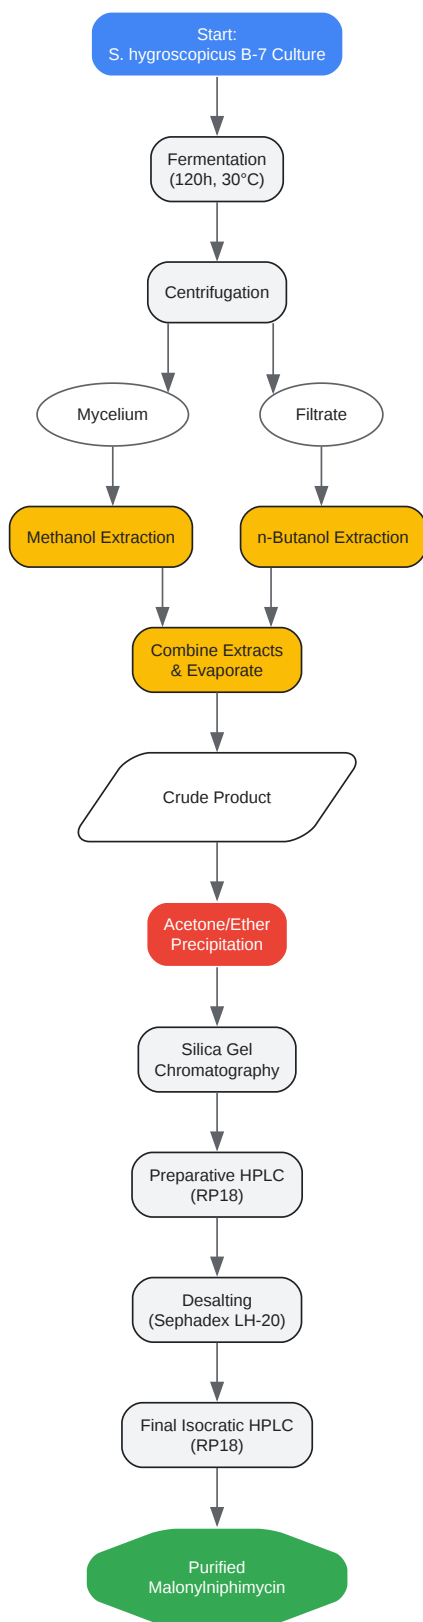 Start:
S. hygroscopicus B-7 Culture
Fermentation
(120h, 30°C)
Centrifugation
Mycelium
Filtrate
Methanol Extraction
n-Butanol Extraction
Combine Extracts
& Evaporate
Crude Product
Acetone/Ether
Precipitation
Silica Gel
Chromatography
Preparative HPLC
(RP18)
Desalting
(Sephadex LH-20)
Final Isocratic HPLC
(RP18)
Purified
Malonylniphimycin